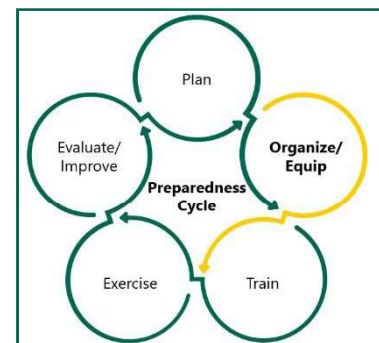 Plan
Organize/
Equip
Train
Exercise
Evaluate/
Improve
Preparedness
Cycle